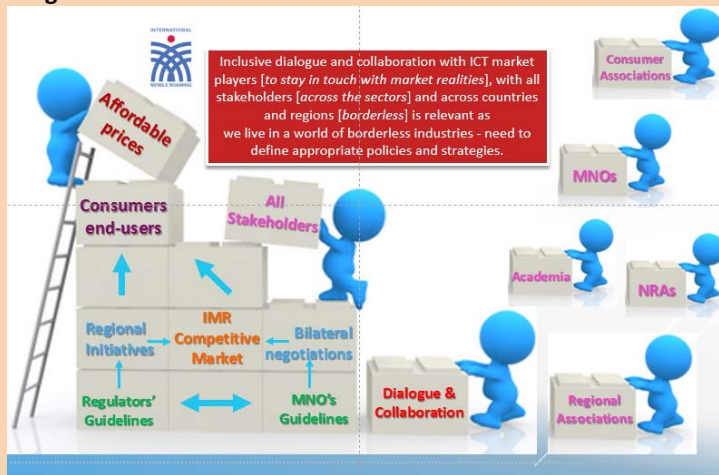 INTERNATIONAL
MOBILE ROAMING
Inclusive dialogue and collaboration with ICT market
players [to stay in touch with market realities], with all
stakeholders [across the sectors] and across countries
and regions [borderless] is relevant as
we live in a world of borderless industries - need to
define appropriate policies and strategies.
Consumer
Associations
Affordable
prices
MNOs
Consumers
end-users
All
Stakeholders
Academia
NRAs
Regional
Initiatives
IMR
Competitive
Market
Bilateral
negotiations
Regulators'
Guidelines
MNO's
Guidelines
Dialogue &
Collaboration
Regional
Associations